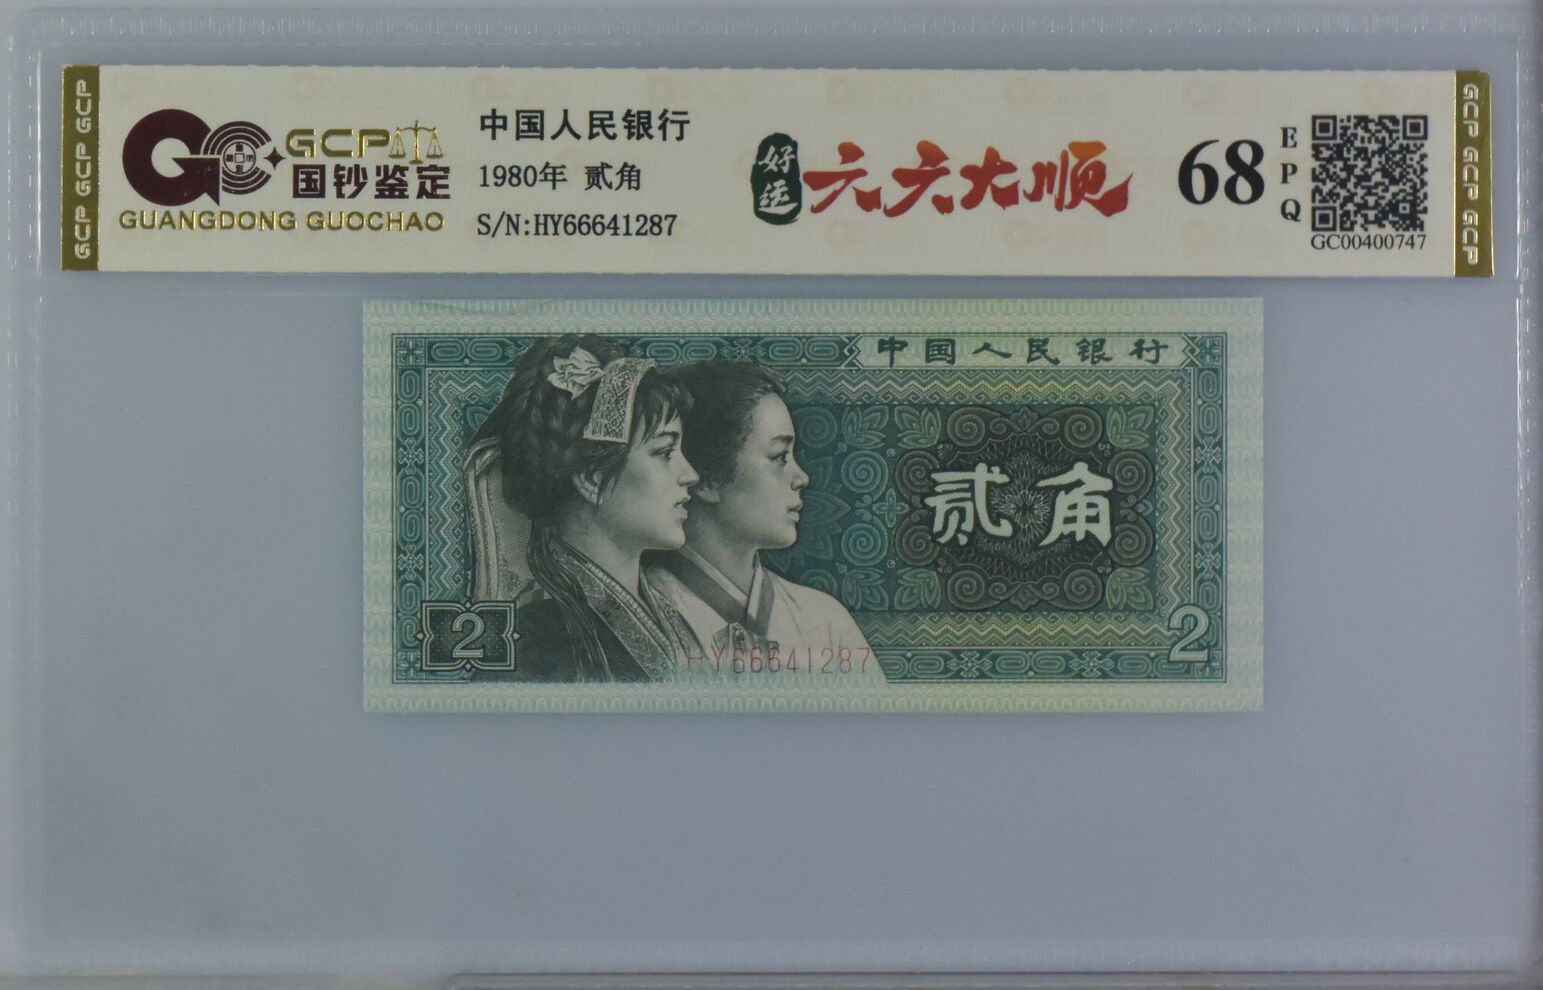 GCP GCP GCP
GCP
国钞鉴定
GUANGDONG GUOCHAO
中国人民银行
1980年 贰角
S/N:HY66641287
好运
六六大顺
68
EPQ
GC00400747
GCP GCP GCP
中国人民银行
贰角
2
2
HY66641287